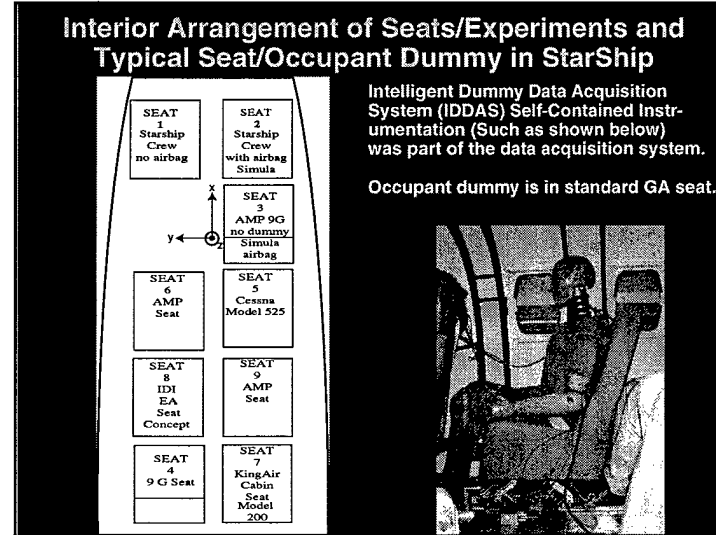 Interior Arrangement of Seats/Experiments and
Typical Seat/Occupant Dummy in StarShip
SEAT
1
Starship
Crew
no airbag
SEAT
2
Starship
Crew
with airbag
Simula
SEAT
3
AMP 9G
no dummy
Simula
airbag
x
y
z
SEAT
6
AMP
Seat
SEAT
5
Cessna
Model 525
SEAT
8
IDI
EA
Seat
Concept
SEAT
9
AMP
Seat
SEAT
4
9 G Seat
SEAT
7
KingAir
Cabin
Seat
Model
200
Intelligent Dummy Data Acquisition
System (IDDAS) Self-Contained Instr-
umentation (Such as shown below)
was part of the data acquisition system.
Occupant dummy is in standard GA seat.